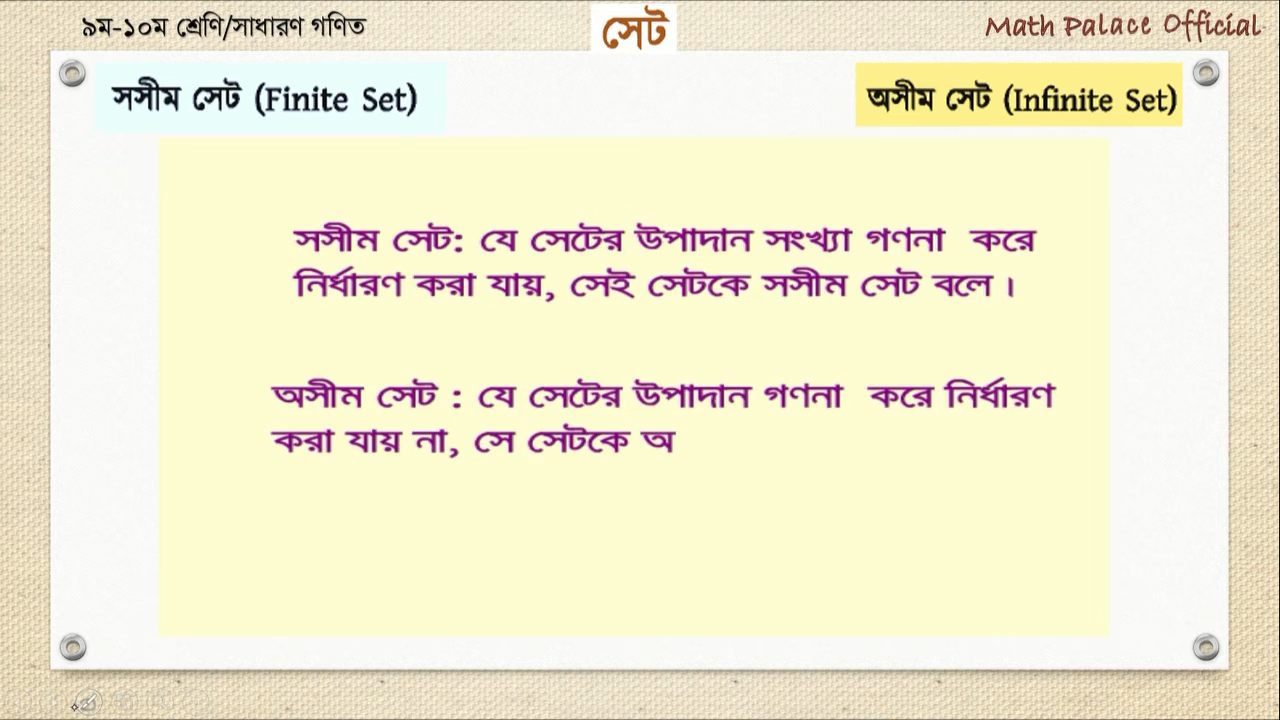 ৯ম-১০ম শ্রেণি/সাধারণ গণিত
সেট
Math Palace Official
সসীম সেট (Finite Set)
অসীম সেট (Infinite Set)
সসীম সেট: যে সেটের উপাদান সংখ্যা গণনা করে
নির্ধারণ করা যায়, সেই সেটকে সসীম সেট বলে ।
অসীম সেট : যে সেটের উপাদান গণনা করে নির্ধারণ
করা যায় না, সে সেটকে অ